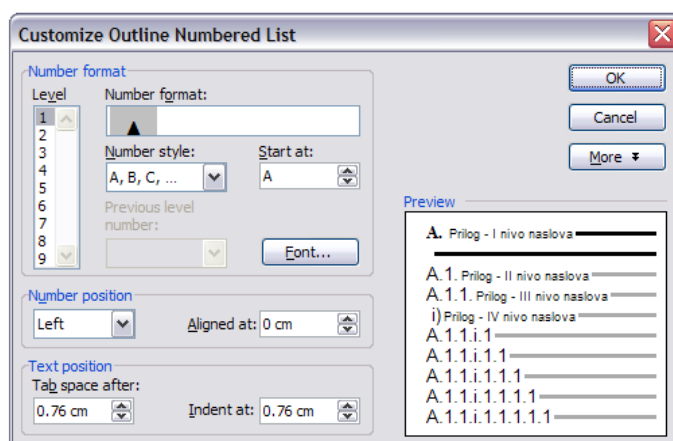 Customize Outline Numbered List
Number format
Level
1
2
3
4
5
6
7
8
9
Number format:
▲
Number style:
A, B, C, ...
Start at:
A
Previous level
number:
Font...
Number position
Left
Aligned at: 0 cm
Text position
Tab space after:
0.76 cm
Indent at: 0.76 cm
OK
Cancel
More
Preview
A. Prilog - I nivo naslova
A.1. Prilog - II nivo naslova
A.1.1. Prilog - III nivo naslova
i) Prilog - IV nivo naslova
A.1.1.i.1
A.1.1.i.1.1
A.1.1.i.1.1.1
A.1.1.i.1.1.1.1
A.1.1.i.1.1.1.1.1